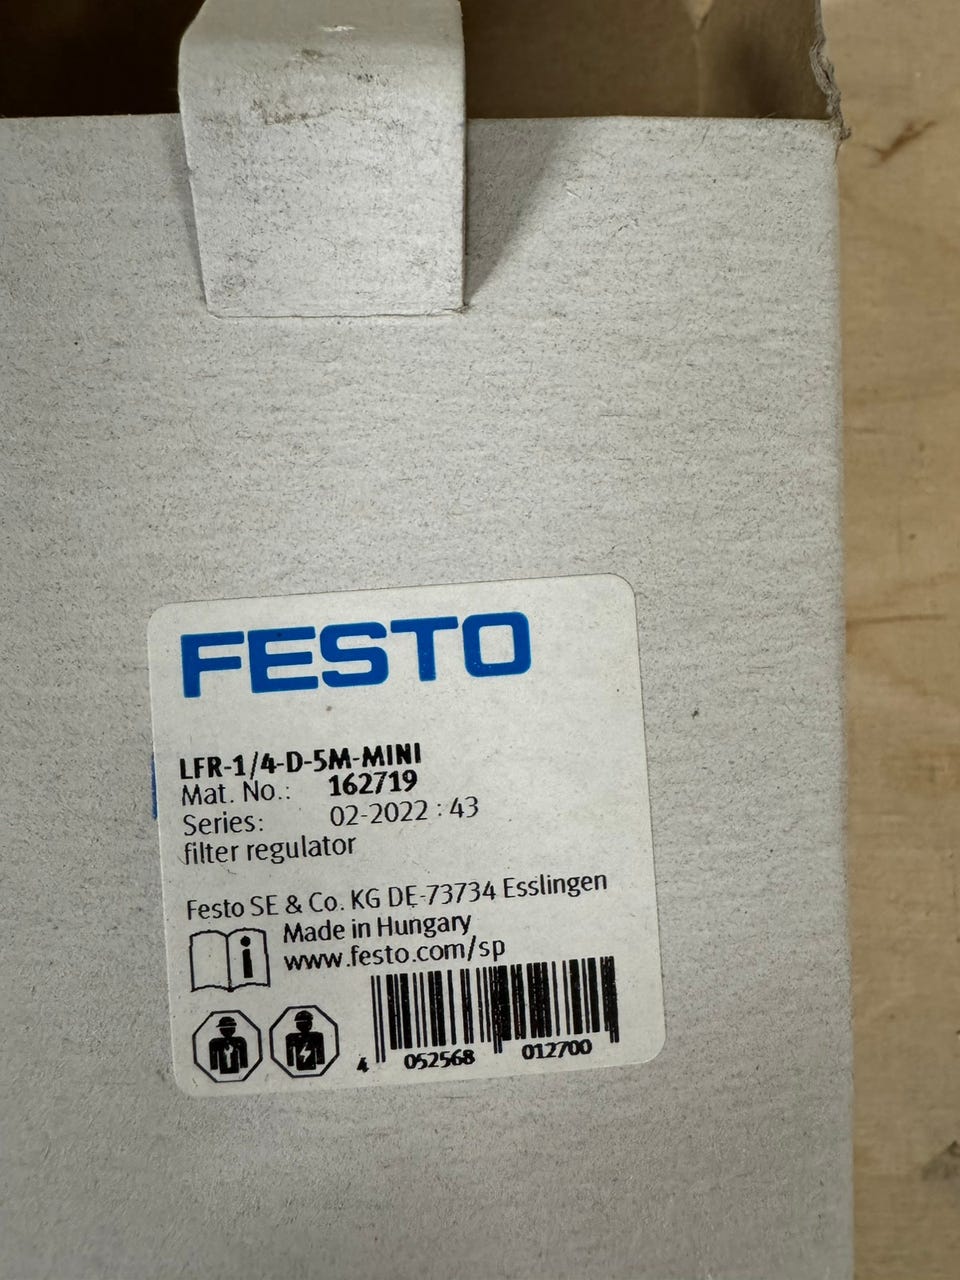 FESTO
LFR-1/4-D-5M-MINI
Mat. No.: 162719
Series: 02-2022 : 43
filter regulator
Festo SE & Co. KG DE-73734 Esslingen
Made in Hungary
www.festo.com/sp
i
4 052568 012700